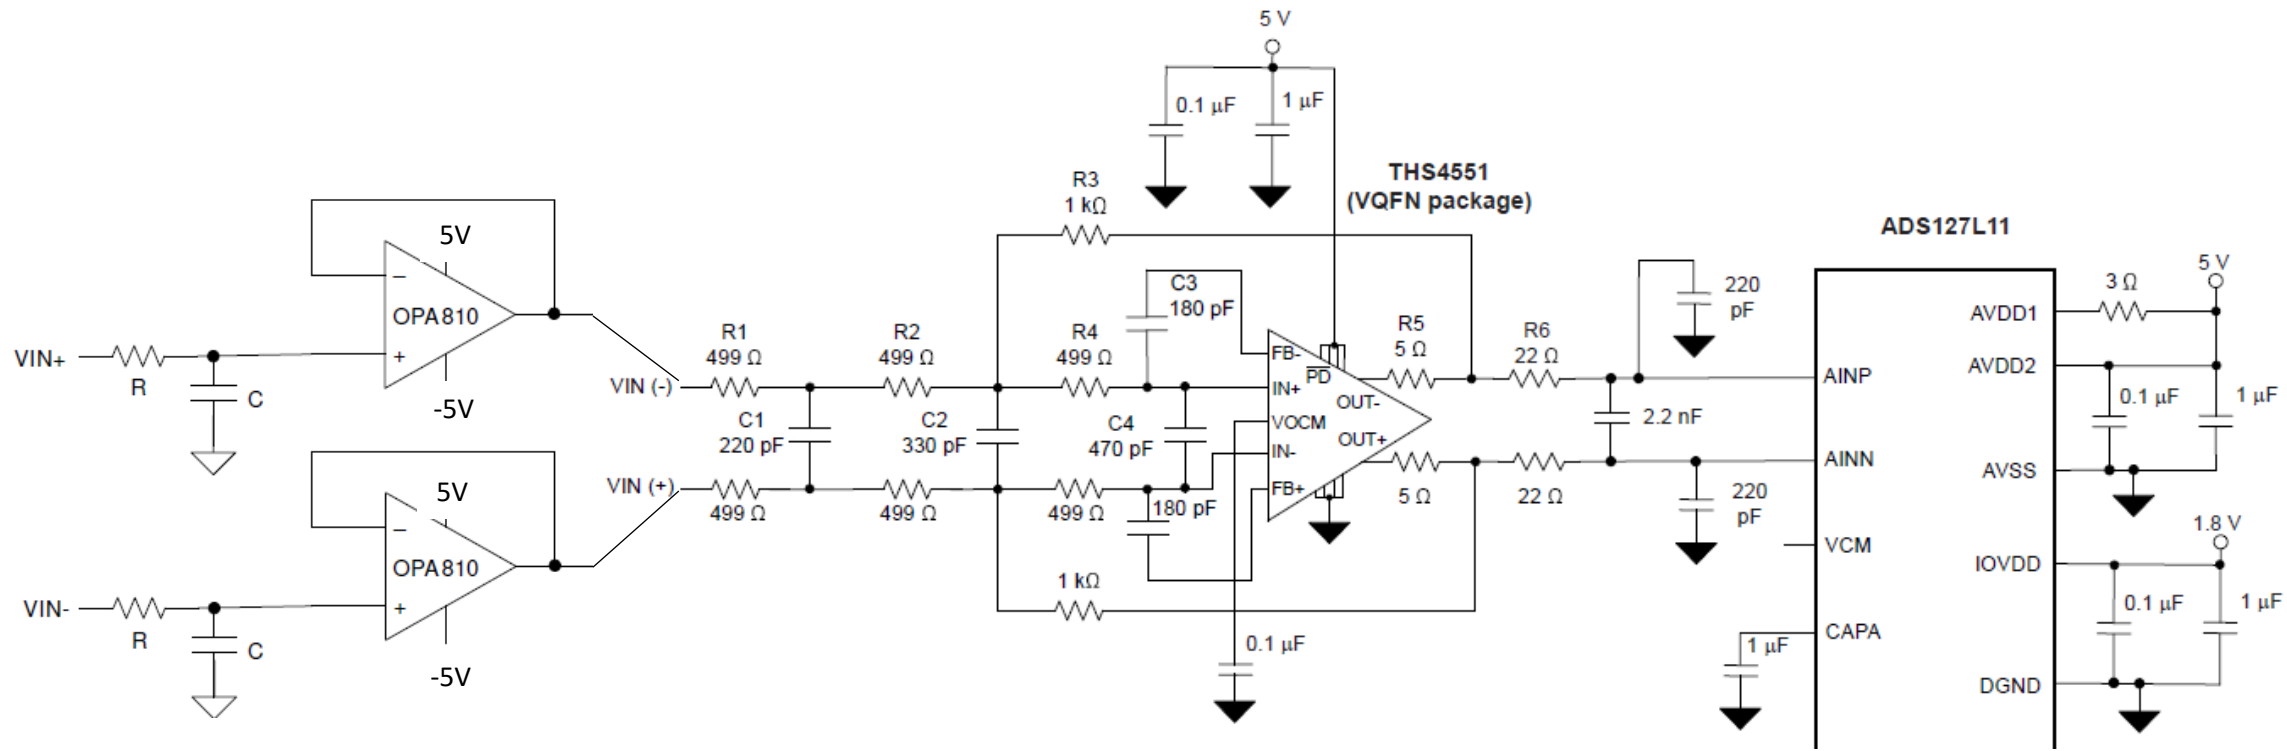 5 V
0.1 µF
1 µF
THS4551
(VQFN package)
R3
1 kΩ
ADS127L11
5V
OPA810
-5V
VIN+
R
C
VIN (-)
R1
499 Ω
R2
499 Ω
R4
499 Ω
C3
180 pF
C1
220 pF
C2
330 pF
C4
470 pF
FB-
IN+
VOCM
IN-
FB+
PD
OUT-
OUT+
R5
5 Ω
R6
22 Ω
220
pF
2.2 nF
5 Ω
22 Ω
220
pF
VIN (+)
499 Ω
499 Ω
499 Ω
180 pF
1 kΩ
0.1 µF
5V
OPA810
-5V
VIN-
R
C
AINP
AINN
VCM
CAPA
1 µF
AVDD1
AVDD2
AVSS
IOVDD
DGND
3 Ω
5 V
0.1 µF
1 µF
1.8 V
0.1 µF
1 µF